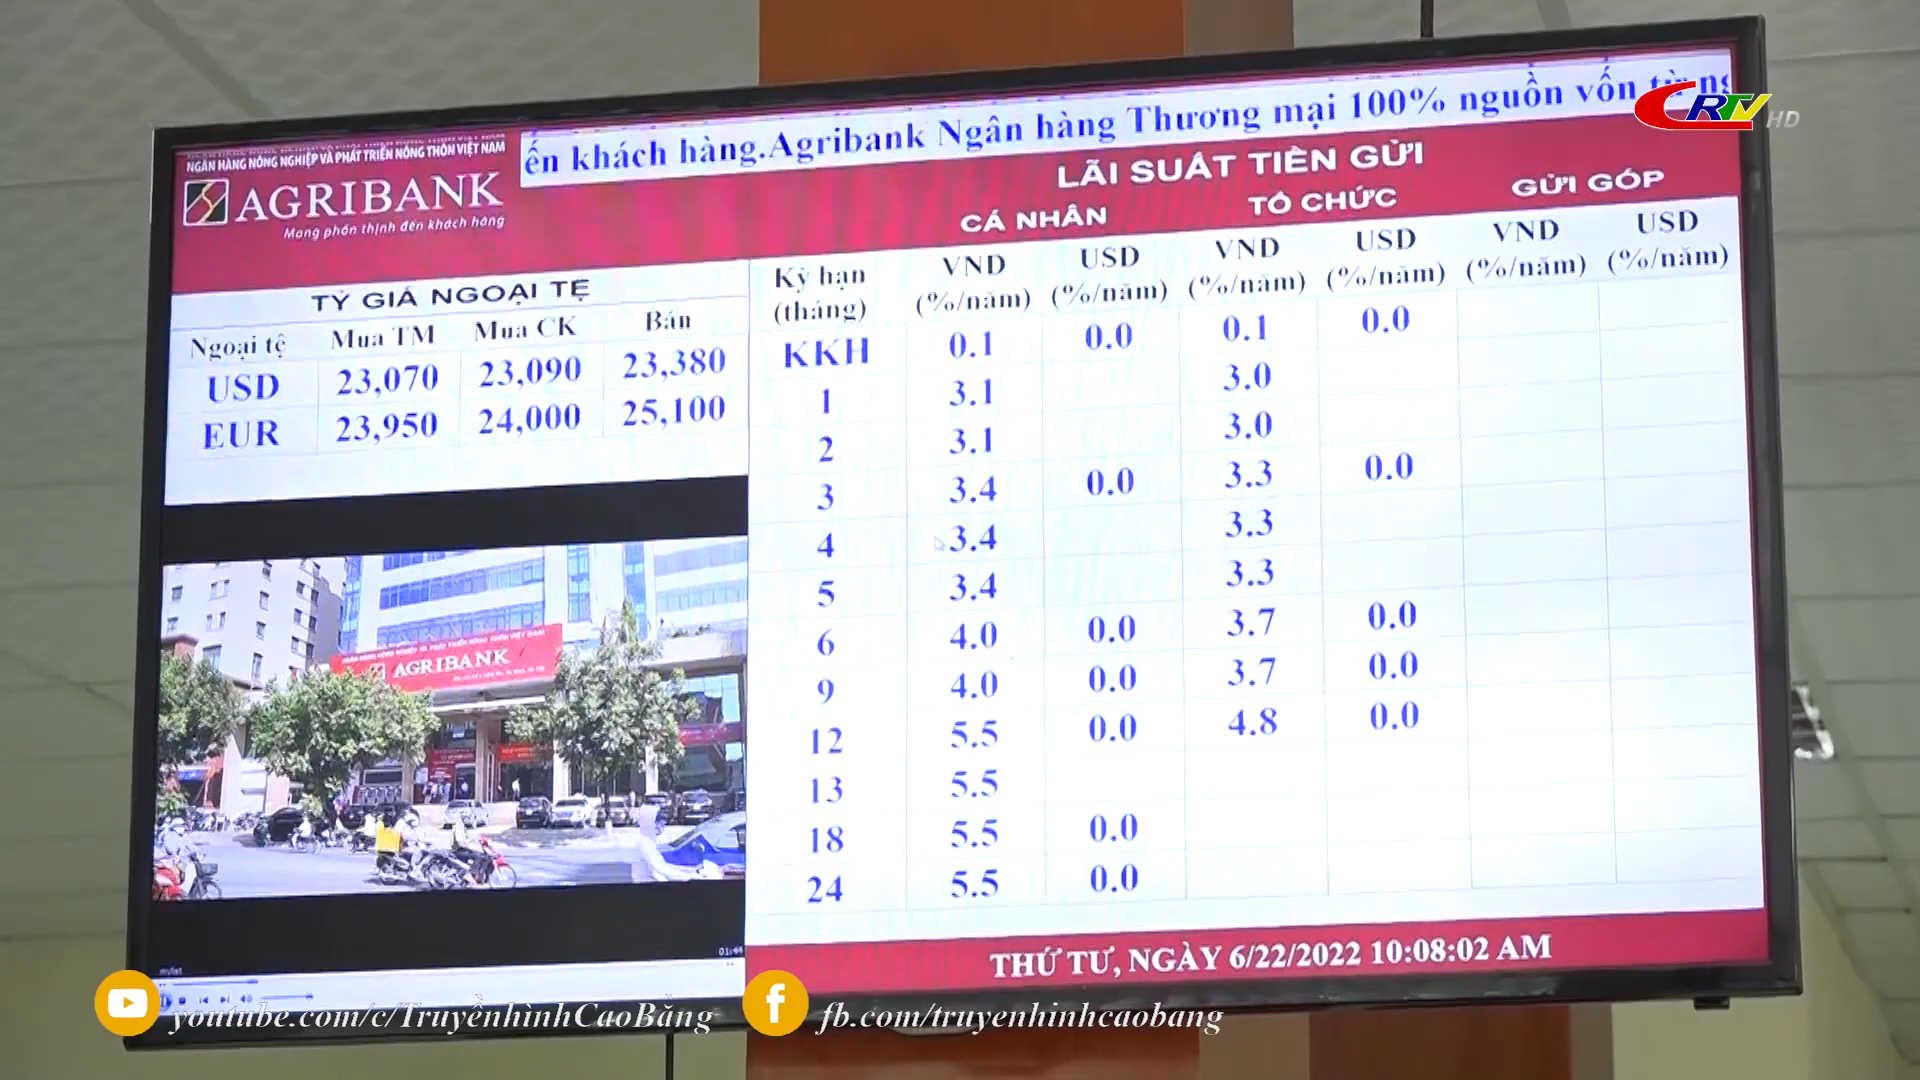 CRTV HD
ến khách hàng.Agribank Ngân hàng Thương mại 100% nguồn vốn từ ng
NGÂN HÀNG NÔNG NGHIỆP VÀ PHÁT TRIỂN NÔNG THÔN VIỆT NAM
AGRIBANK
Mang phồn thịnh đến khách hàng
TỶ GIÁ NGOẠI TỆ
Ngoại tệ Mua TM Mua CK Bán
USD 23,070 23,090 23,380
EUR 23,950 24,000 25,100
LÃI SUẤT TIỀN GỬI
CÁ NHÂN TỔ CHỨC GỬI GÓP
Kỳ hạn VND USD VND USD VND USD
(tháng) (%/năm) (%/năm) (%/năm) (%/năm) (%/năm) (%/năm)
KKH 0.1 0.0 0.1 0.0
1 3.1 3.0
2 3.1 3.0
3 3.4 0.0 3.3 0.0
4 3.4 3.3
5 3.4 3.3
6 4.0 0.0 3.7 0.0
9 4.0 0.0 3.7 0.0
12 5.5 0.0 4.8 0.0
13 5.5
18 5.5 0.0
24 5.5 0.0
AGRIBANK
01:44
THỨ TƯ, NGÀY 6/22/2022 10:08:02 AM
youtube.com/c/TruyềnhìnhCaoBằng
fb.com/truyenhinhcaobang